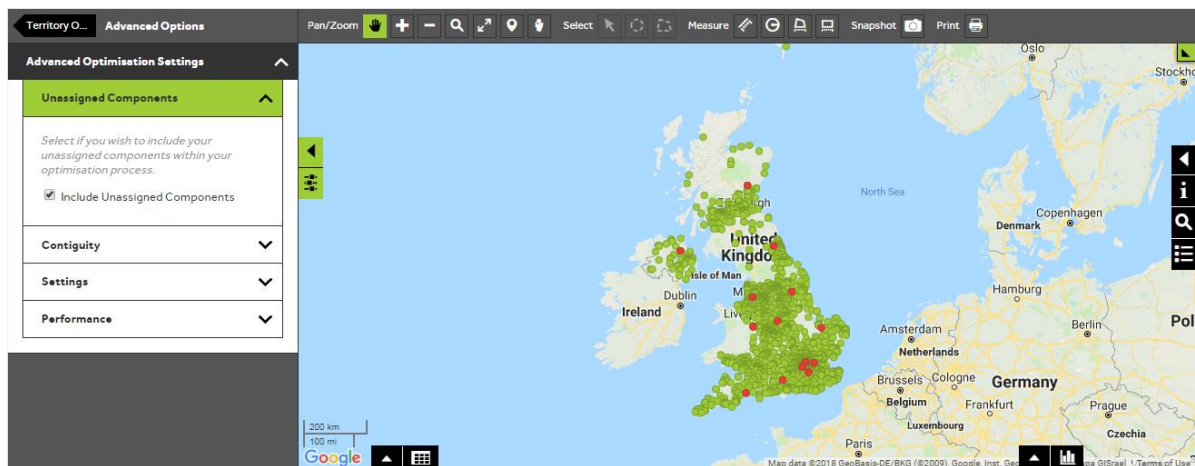 Territory O...
Advanced Options
Pan/Zoom
Select
Measure
Snapshot
Print
Advanced Optimisation Settings
Unassigned Components
Select if you wish to include your
unassigned components within your
optimisation process.
Include Unassigned Components
Contiguity
Settings
Performance
Oslo
Stockho
North Sea
Copenhagen
Denmark
United
Kingdo
Isle of Man
Dublin
Ireland
Hamburg
Amsterdam
Berlin
Pol
Netherlands
Brussels
Cologne
Germany
Belgium
Frankfurt
Prague
Luxembourg
Czechia
Paris
200 km
100 mi
Google
Map data ©2018 GeoBasis-DE/BKG (©2009), Google, Inst. Geo
pa GISrael
Terms of Use